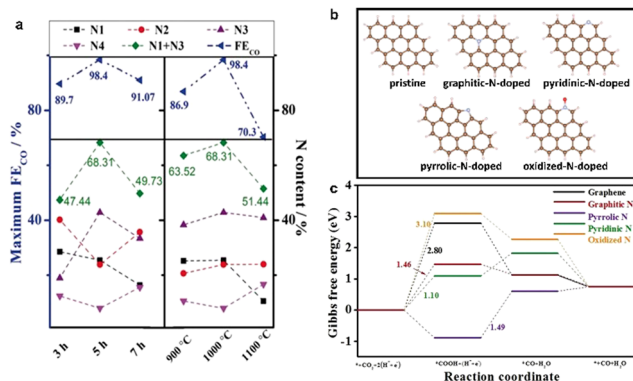 a
N1
N2
N3
N4
N1+N3
FECO
Maximum FECO / %
80
40
89.7
98.4
91.07
86.9
98.4
70.3
68.31
47.44
49.73
63.52
68.31
51.44
80
40
N content / %
3 h
5 h
7 h
900 °C
1000 °C
1100 °C
b
pristine
graphitic-N-doped
pyridinic-N-doped
pyrrolic-N-doped
oxidized-N-doped
c
Gibbs free energy (eV)
4
3
2
1
0
-1
Graphene
Graphitic N
Pyrrolic N
Pyridinic N
Oxidized N
3.10
2.80
1.46
1.10
1.49
*+CO₂+2(H⁺+e⁻)
*COOH+(H⁺+e⁻)
*CO+H₂O
*+CO+H₂O
Reaction coordinate